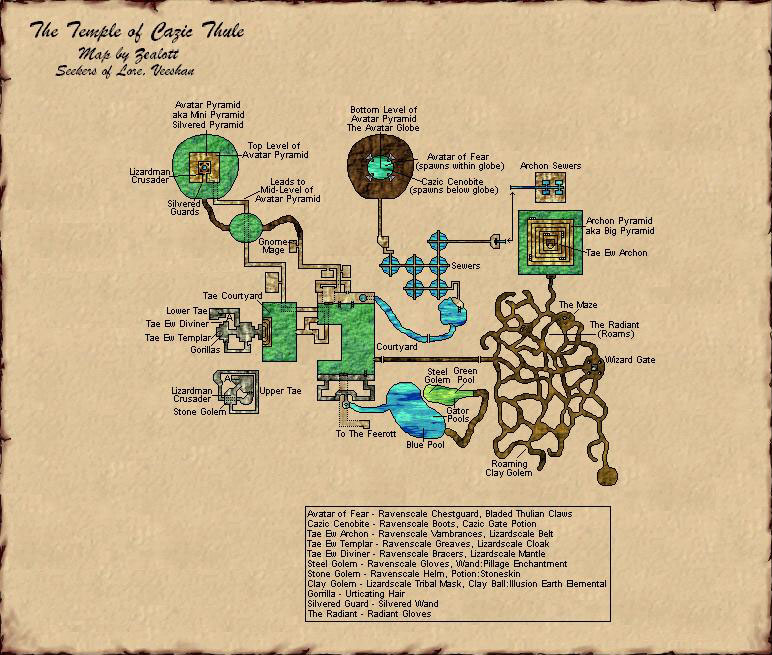 The Temple of Cazic Thule
Map by Zealott
Seekers of Lore, Veeshan
Avatar Pyramid
aka Mini Pyramid
Silvered Pyramid
Top Level of
Avatar Pyramid
Lizardman
Crusader
Leads to
Mid-Level of
Avatar Pyramid
Silvered
Guards
Gnome
Mage
Bottom Level of
Avatar Pyramid
The Avatar Globe
Avatar of Fear
(spawns within globe)
Cazic Cenobite
(spawns below globe)
Archon Sewers
Archon Pyramid
aka Big Pyramid
Tae Ew Archon
Sewers
Tae Courtyard
Lower Tae
A
Tae Ew Diviner
Tae Ew Templar
Gorillas
Courtyard
The Maze
The Radiant
(Roams)
Wizard Gate
Lizardman
Crusader
A
Upper Tae
Stone Golem
Steel
Golem
Green
Pool
Gator
Pools
To The Feerott
Blue Pool
Roaming
Clay Golem
Avatar of Fear - Ravenscale Chestguard, Bladed Thulian Claws
Cazic Cenobite - Ravenscale Boots, Cazic Gate Potion
Tae Ew Archon - Ravenscale Vambrances, Lizardscale Belt
Tae Ew Templar - Ravenscale Greaves, Lizardscale Cloak
Tae Ew Diviner - Ravenscale Bracers, Lizardscale Mantle
Steel Golem - Ravenscale Gloves, Wand:Pillage Enchantment
Stone Golem - Ravenscale Helm, Potion:Stoneskin
Clay Golem - Lizardscale Tribal Mask, Clay Ball:Illusion Earth Elemental
Gorilla - Urticating Hair
Silvered Guard - Silvered Wand
The Radiant - Radiant Gloves